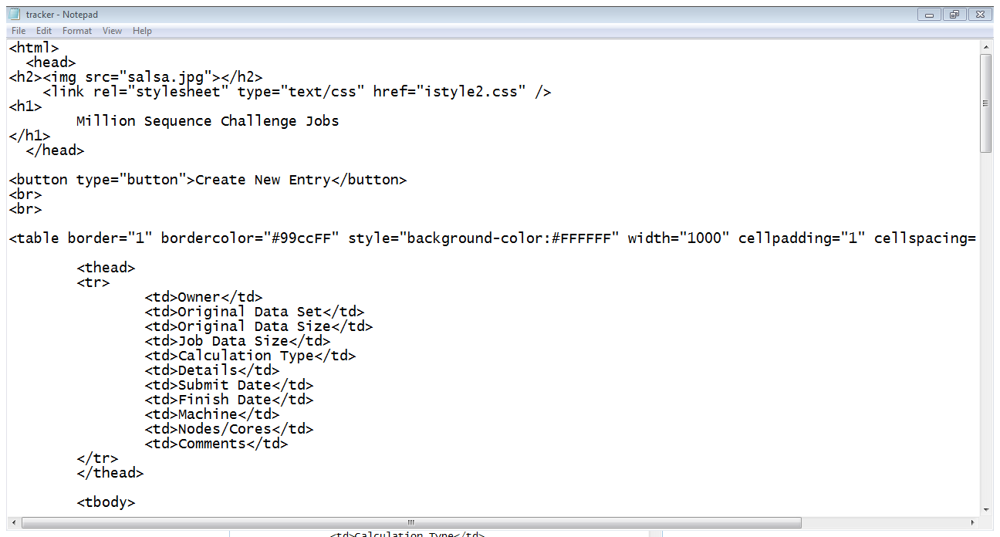 tracker - Notepad
File Edit Format View Help
<html>
  <head>
<h2><img src="salsa.jpg"></h2>
    <link rel="stylesheet" type="text/css" href="istyle2.css" />
<h1>
        Million Sequence Challenge Jobs
</h1>
  </head>

<button type="button">Create New Entry</button>
<br>
<br>

<table border="1" bordercolor="#99ccFF" style="background-color:#FFFFFF" width="1000" cellpadding="1" cellspacing=

        <thead>
        <tr>
                <td>Owner</td>
                <td>Original Data Set</td>
                <td>Original Data Size</td>
                <td>Job Data Size</td>
                <td>Calculation Type</td>
                <td>Details</td>
                <td>Submit Date</td>
                <td>Finish Date</td>
                <td>Machine</td>
                <td>Nodes/Cores</td>
                <td>Comments</td>
        </tr>
        </thead>

        <tbody>
<td>Calculation Type</td>